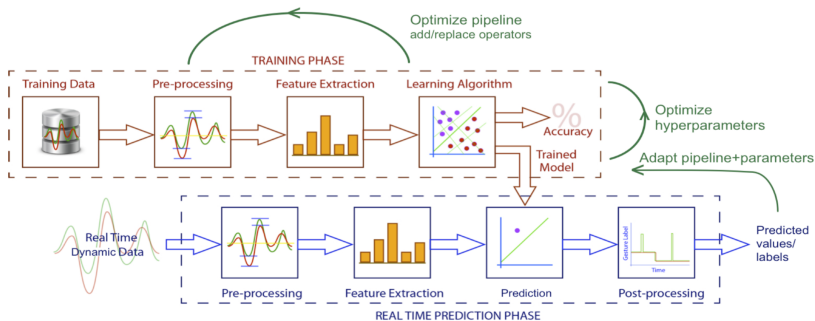 Optimize pipeline
add/replace operators
TRAINING PHASE
Training Data
Pre-processing
Feature Extraction
Learning Algorithm
%
Accuracy
Optimize
hyperparameters
Trained
Model
Adapt pipeline+parameters
Real Time
Dynamic Data
Gesture Label
Time
Predicted
values/
labels
Pre-processing
Feature Extraction
Prediction
Post-processing
REAL TIME PREDICTION PHASE